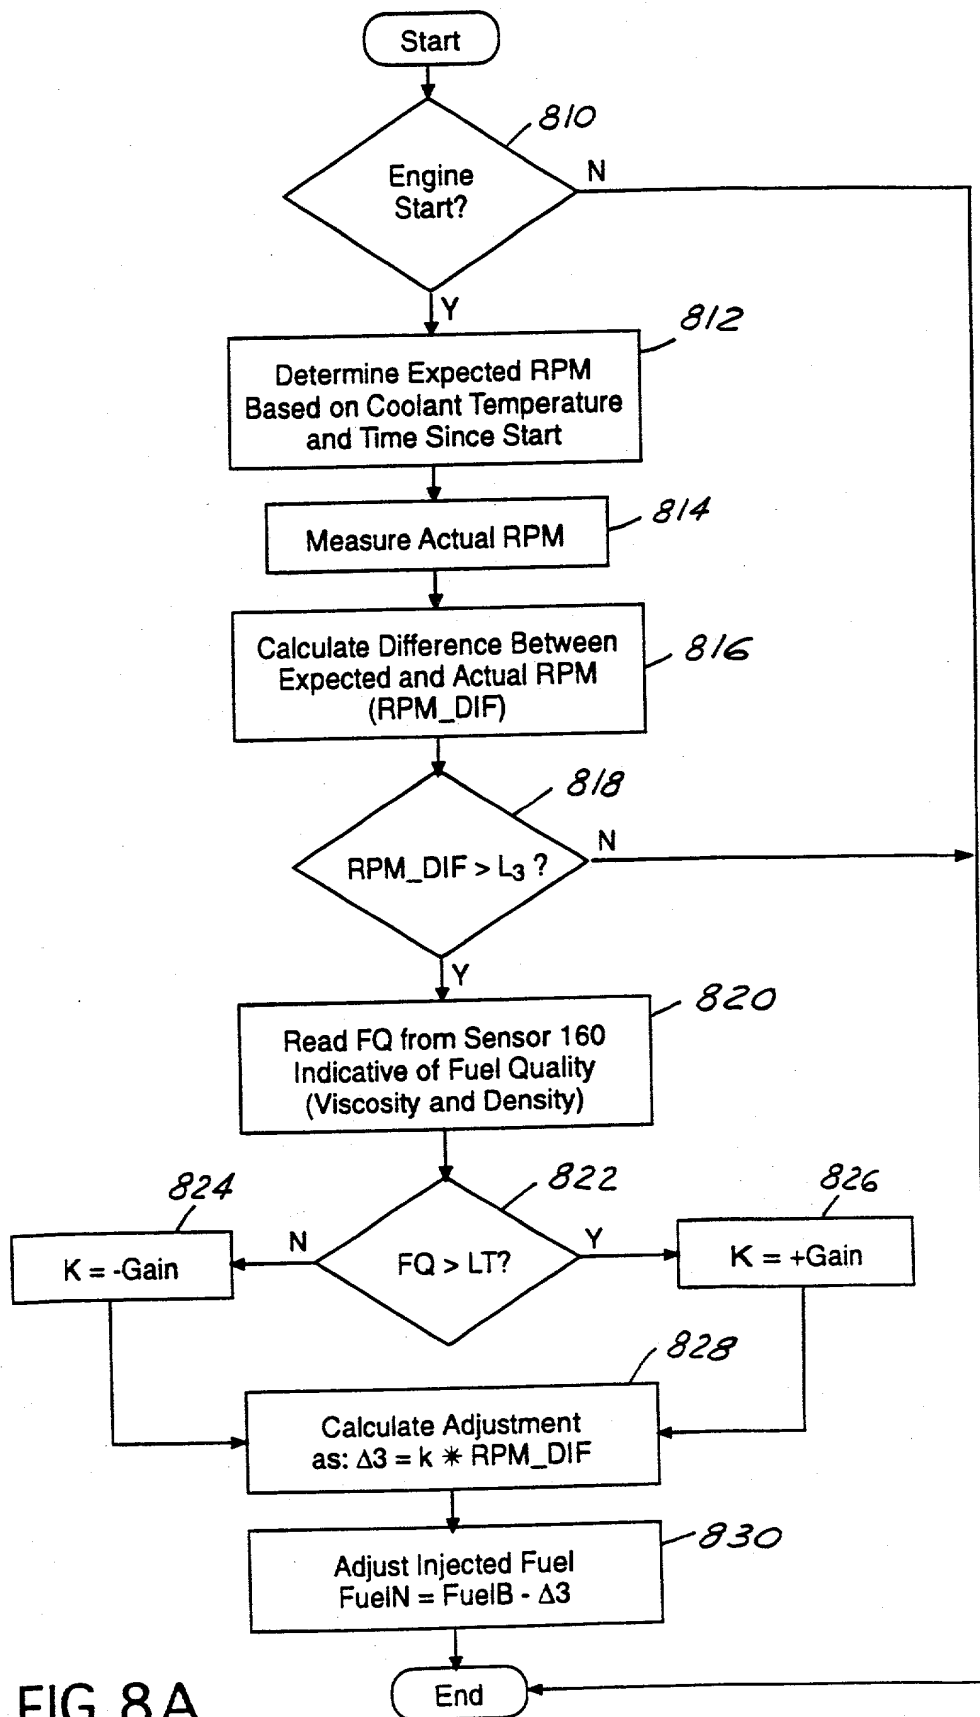 Start
810
Engine
Start?
N
Y
812
Determine Expected RPM
Based on Coolant Temperature
and Time Since Start
814
Measure Actual RPM
816
Calculate Difference Between
Expected and Actual RPM
(RPM_DIF)
818
RPM_DIF > L3 ?
N
Y
820
Read FQ from Sensor 160
Indicative of Fuel Quality
(Viscosity and Density)
824
822
826
K = -Gain
N
FQ > LT?
Y
K = +Gain
828
Calculate Adjustment
as: Δ3 = k * RPM_DIF
830
Adjust Injected Fuel
FuelN = FuelB - Δ3
End
FIG. 8A